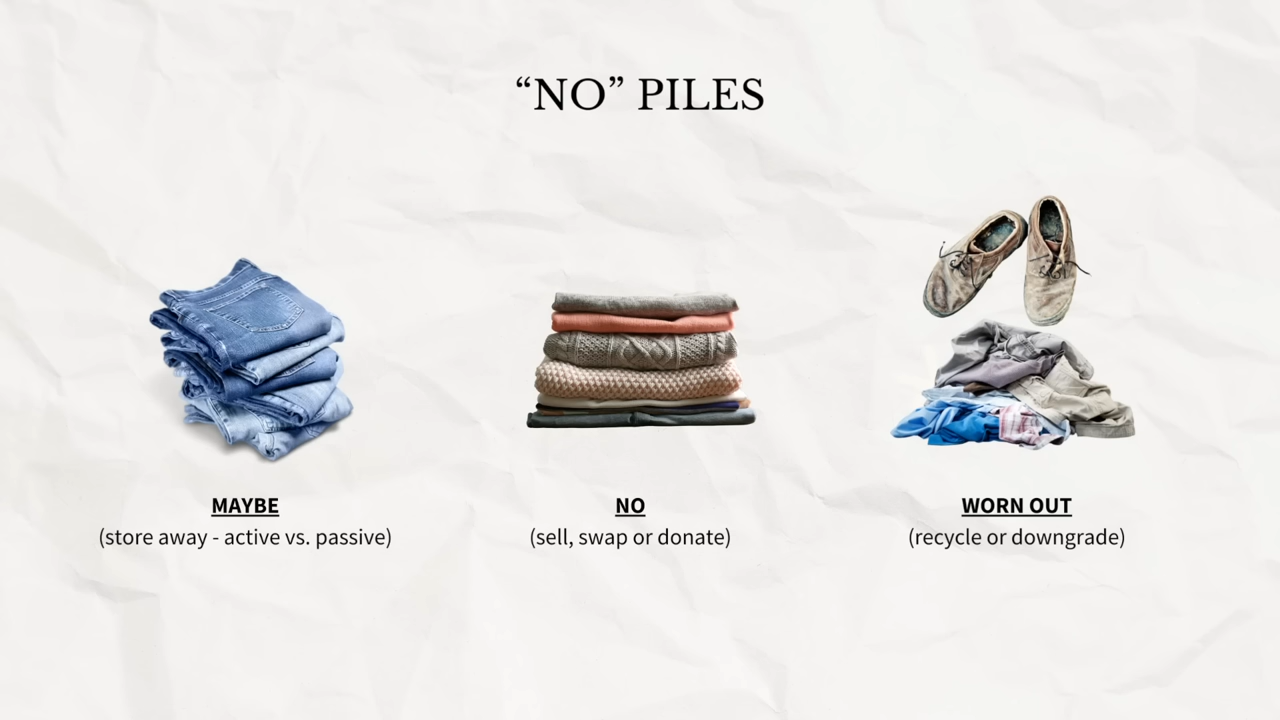 “NO” PILES
MAYBE
(store away - active vs. passive)
NO
(sell, swap or donate)
WORN OUT
(recycle or downgrade)